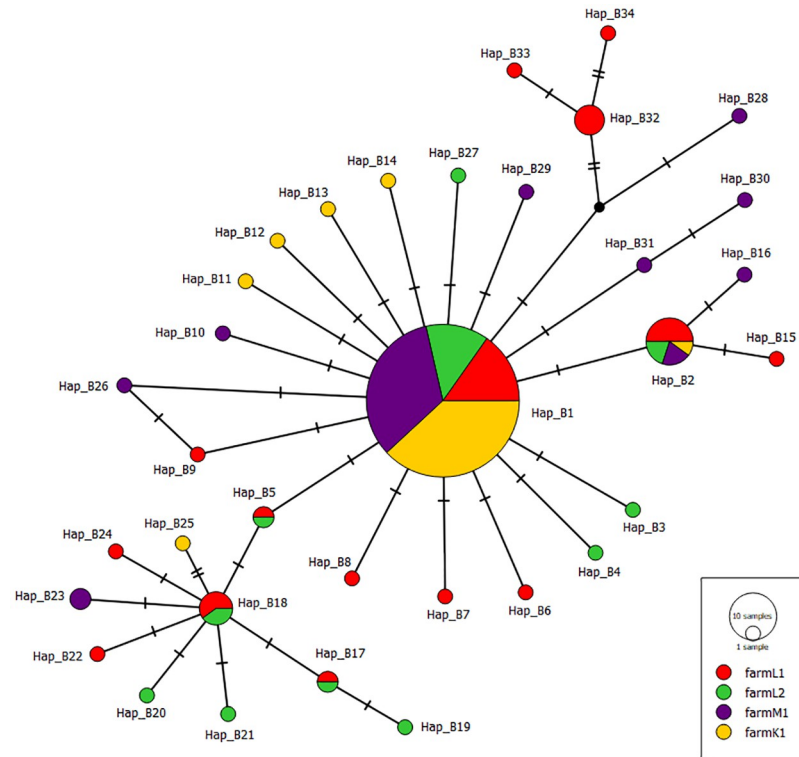 Hap_B34
Hap_B33
Hap_B32
Hap_B28
Hap_B27
Hap_B14
Hap_B29
Hap_B13
Hap_B30
Hap_B12
Hap_B31
Hap_B16
Hap_B11
Hap_B10
Hap_B15
Hap_B2
Hap_B26
Hap_B1
Hap_B9
Hap_B5
Hap_B3
Hap_B24
Hap_B25
Hap_B8
Hap_B4
Hap_B23
Hap_B18
Hap_B7
Hap_B6
Hap_B22
Hap_B17
Hap_B20
Hap_B21
Hap_B19
10 samples
1 sample
farmL1
farmL2
farmM1
farmK1